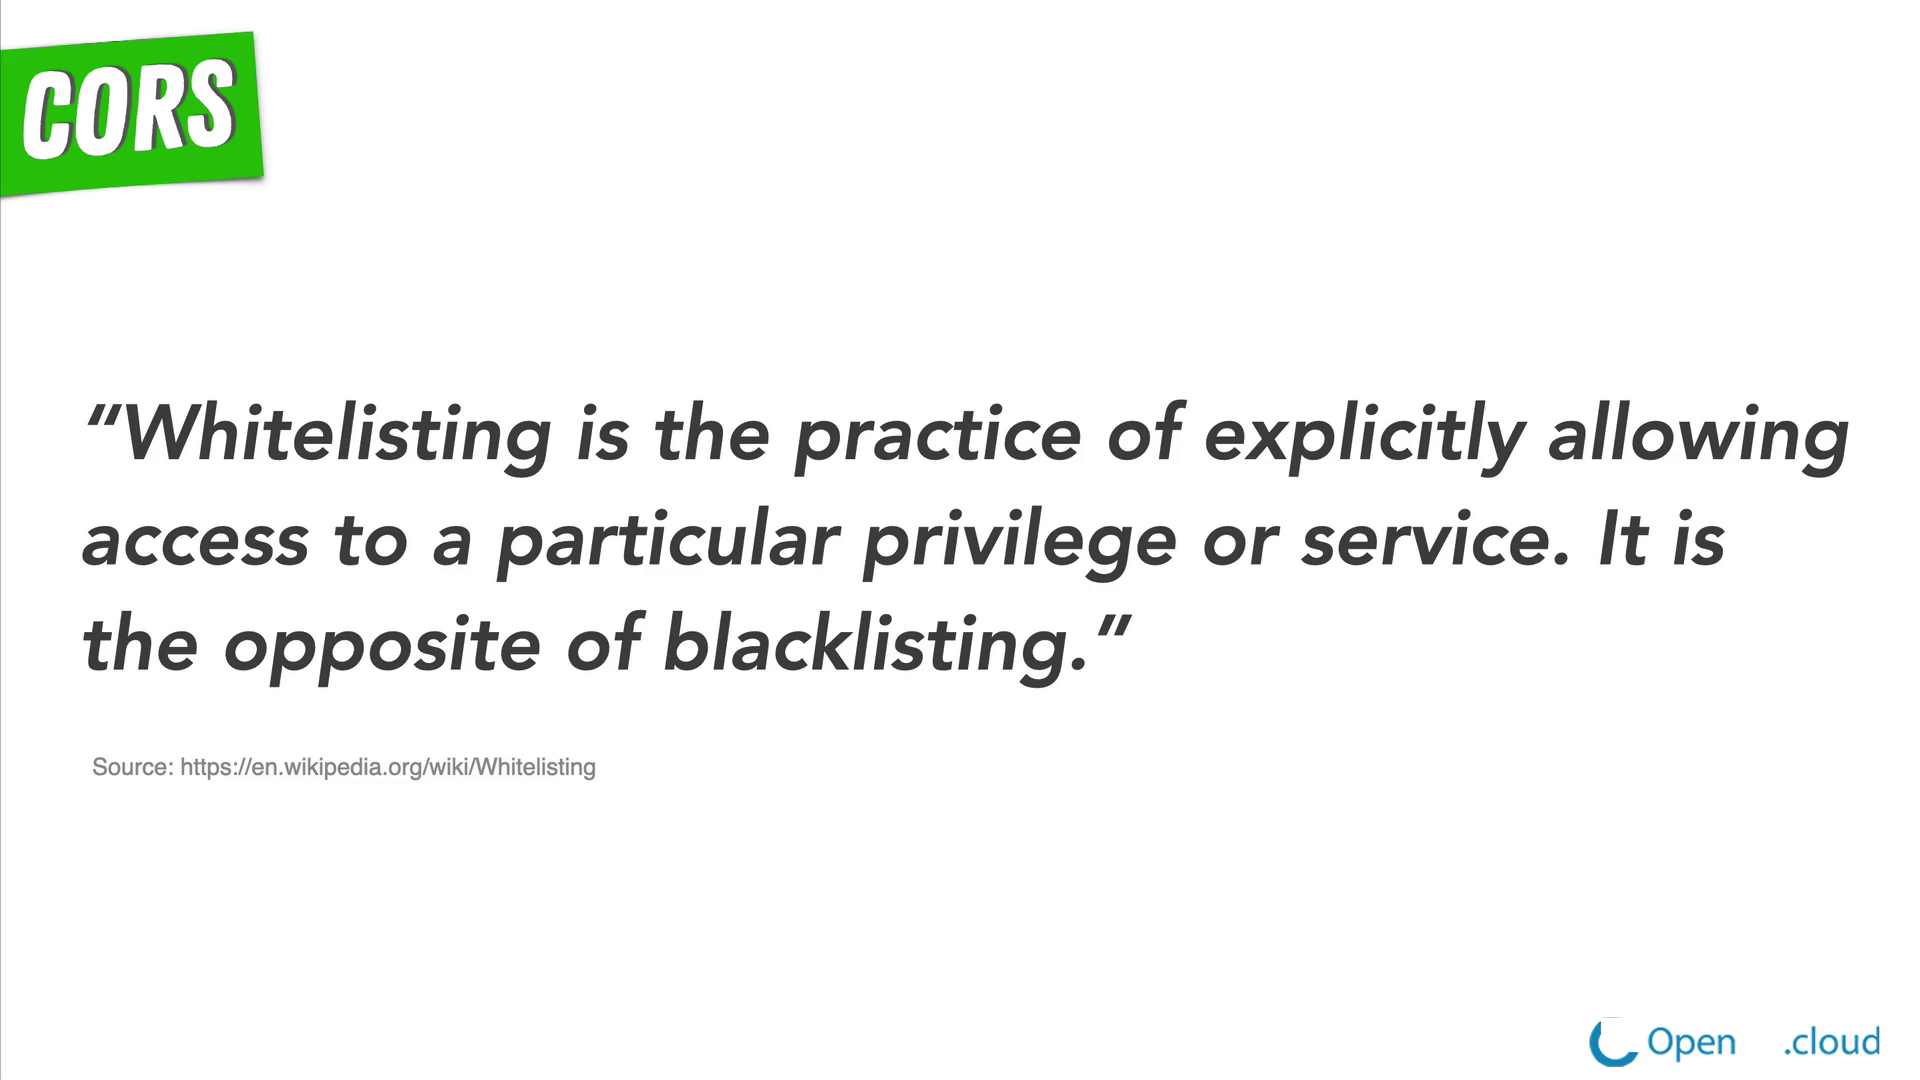 CORS
“Whitelisting is the practice of explicitly allowing
access to a particular privilege or service. It is
the opposite of blacklisting.”
Source: https://en.wikipedia.org/wiki/Whitelisting
Open .cloud